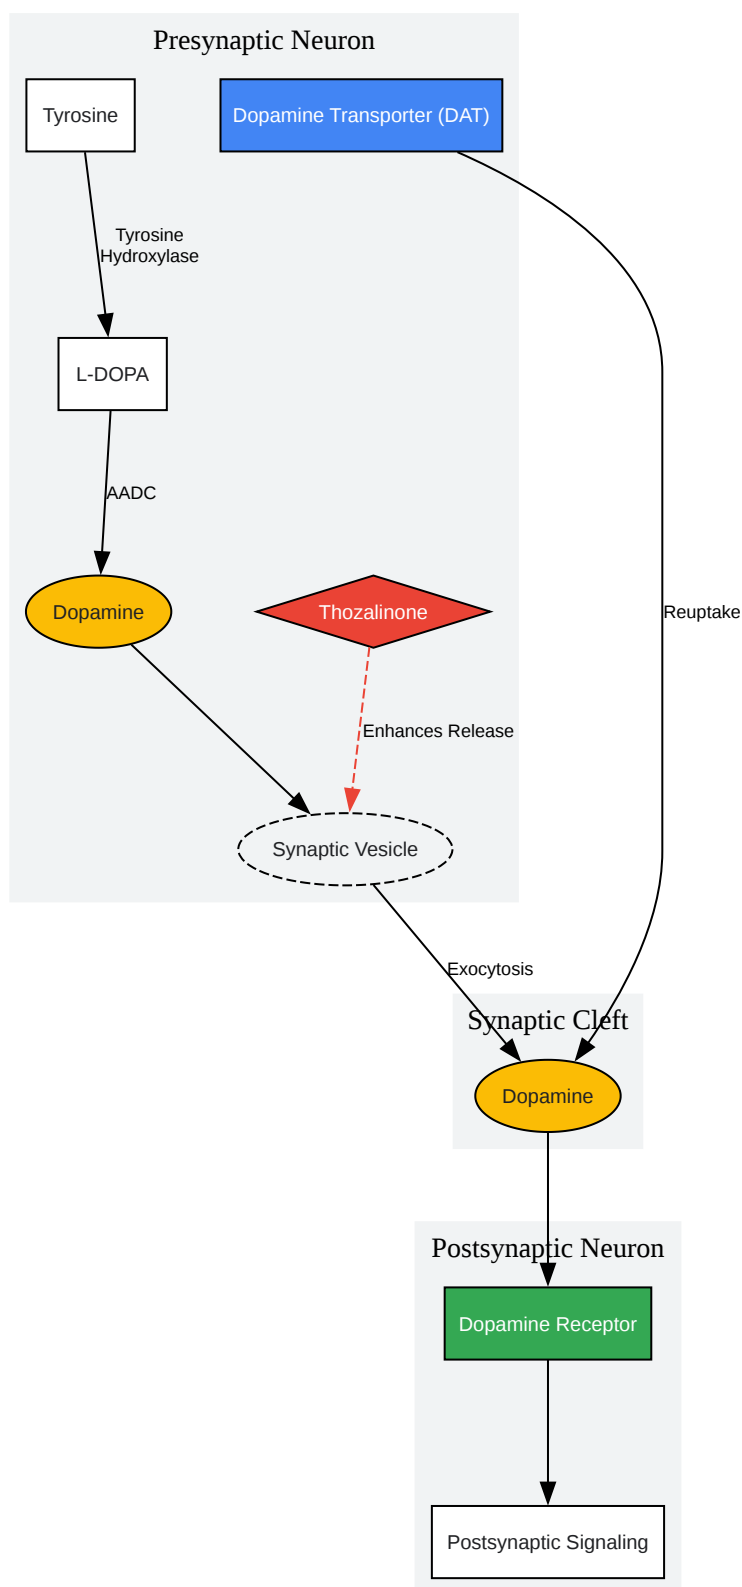 Presynaptic Neuron
Tyrosine
Dopamine Transporter (DAT)
Tyrosine
Hydroxylase
L-DOPA
AADC
Dopamine
Thozalinone
Reuptake
Enhances Release
Synaptic Vesicle
Exocytosis
Synaptic Cleft
Dopamine
Postsynaptic Neuron
Dopamine Receptor
Postsynaptic Signaling